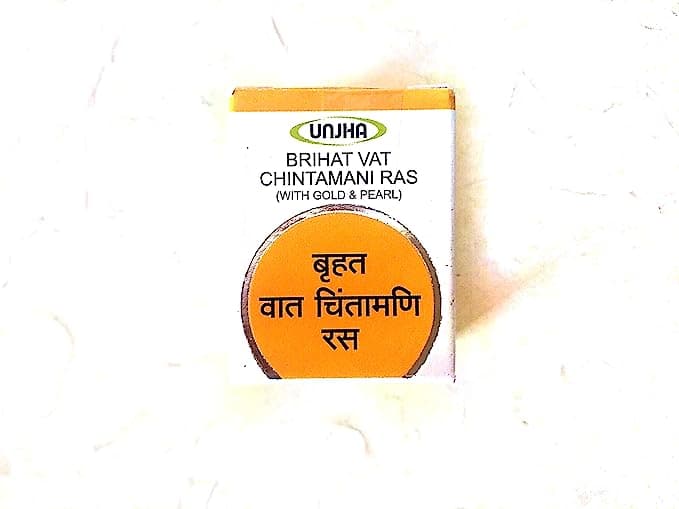 UNJHA
BRIHAT VAT
CHINTAMANI RAS
(WITH GOLD & PEARL)
बृहत
वात चिंतामणि
रस